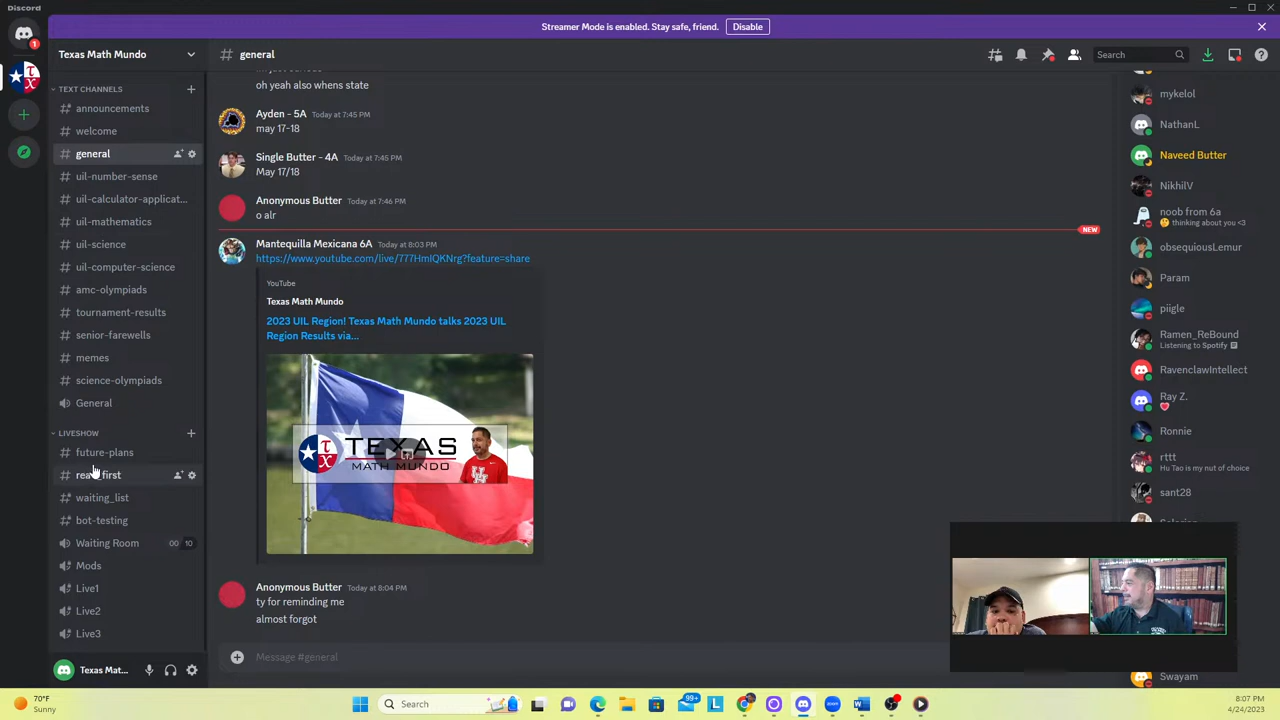 Discord
Streamer Mode is enabled. Stay safe, friend.
Disable
1
Texas Math Mundo
# general
Search
TEXT CHANNELS
# announcements
# welcome
# general
# uil-number-sense
# uil-calculator-applicat...
# uil-mathematics
# uil-science
# uil-computer-science
# amc-olympiads
# tournament-results
# senior-farewells
# memes
# science-olympiads
General
LIVESHOW
# future-plans
# read_first
# waiting_list
# bot-testing
Waiting Room 00 10
Mods
Live1
Live2
Live3
Texas Mat...
oh yeah also whens state
Ayden - 5A Today at 7:45 PM
may 17-18
Single Butter - 4A Today at 7:45 PM
May 17/18
Anonymous Butter Today at 7:46 PM
o alr
NEW
Mantequilla Mexicana 6A Today at 8:03 PM
https://www.youtube.com/live/777HmIQKNrg?feature=share
YouTube
Texas Math Mundo
2023 UIL Region! Texas Math Mundo talks 2023 UIL
Region Results via...
τ
x
TEXAS
MATH MUNDO
Anonymous Butter Today at 8:04 PM
ty for reminding me
almost forgot
Message #general
mykelol
NathanL
Naveed Butter
NikhilV
noob from 6a
thinking about you <3
obsequiousLemur
Param
piigle
Ramen_ReBound
Listening to Spotify
RavenclawIntellect
Ray Z.
Ronnie
rttt
Hu Tao is my nut of choice
sant28
Swayam
70°F
Sunny
Search
99+
L
zoom
W
8:07 PM
4/24/2023